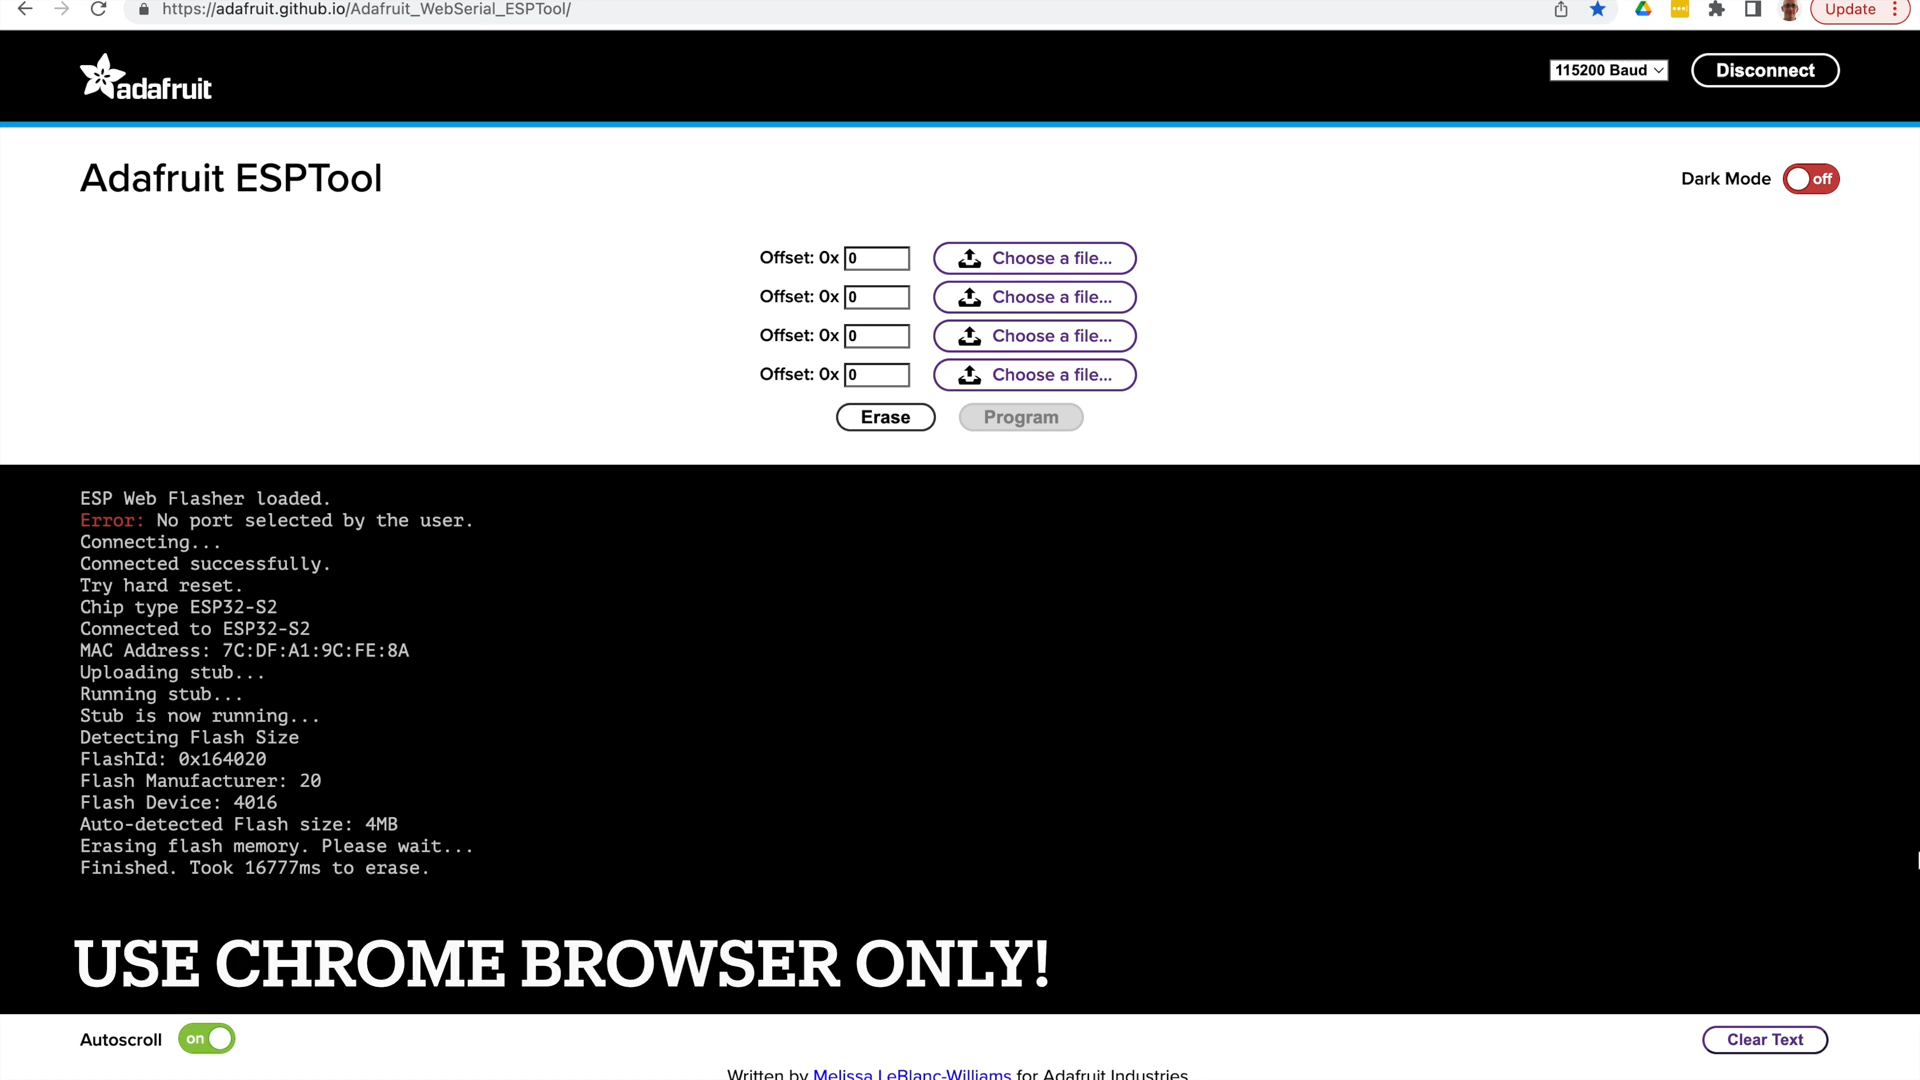 https://adafruit.github.io/Adafruit_WebSerial_ESPTool/
Update
adafruit
115200 Baud
Disconnect
Adafruit ESPTool
Dark Mode
off
Offset: 0x 0 Choose a file...
Offset: 0x 0 Choose a file...
Offset: 0x 0 Choose a file...
Offset: 0x 0 Choose a file...
Erase Program
ESP Web Flasher loaded.
Error: No port selected by the user.
Connecting...
Connected successfully.
Try hard reset.
Chip type ESP32-S2
Connected to ESP32-S2
MAC Address: 7C:DF:A1:9C:FE:8A
Uploading stub...
Running stub...
Stub is now running...
Detecting Flash Size
FlashId: 0x164020
Flash Manufacturer: 20
Flash Device: 4016
Auto-detected Flash size: 4MB
Erasing flash memory. Please wait...
Finished. Took 16777ms to erase.
USE CHROME BROWSER ONLY!
Autoscroll on
Clear Text
Written by Melissa LeBlanc-Williams for Adafruit Industries